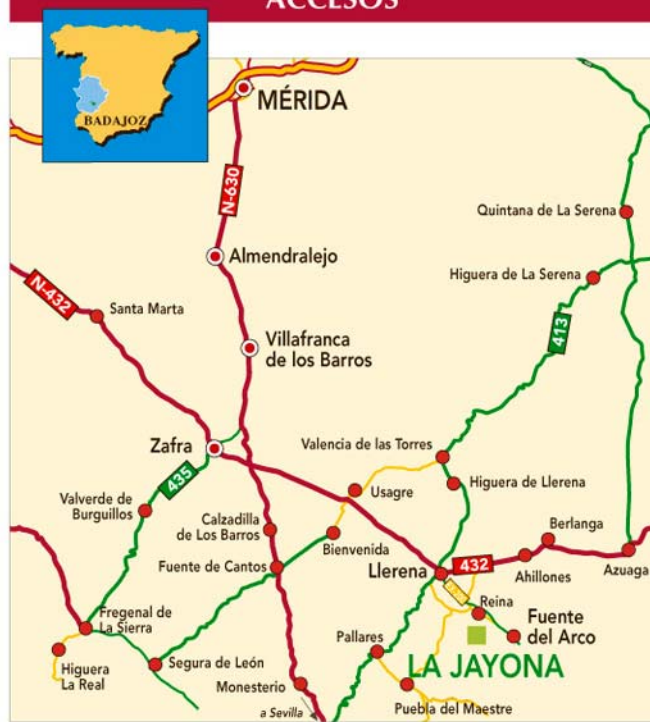 ACCESOS
BADAJOZ
MÉRIDA
N-630
Quintana de La Serena
Almendralejo
Higuera de La Serena
N-432
Santa Marta
413
Villafranca
de los Barros
Zafra
Valencia de las Torres
435
Usagre
Higuera de Llerena
Valverde de
Burguillos
Calzadilla
de Los Barros
Berlanga
Bienvenida
Fuente de Cantos
Llerena
432
Ahillones
Azuaga
Reina
Fregenal de
La Sierra
Fuente
del Arco
Pallares
Higuera
La Real
Segura de León
LA JAYONA
Monesterio
a Sevilla
Puebla del Maestre